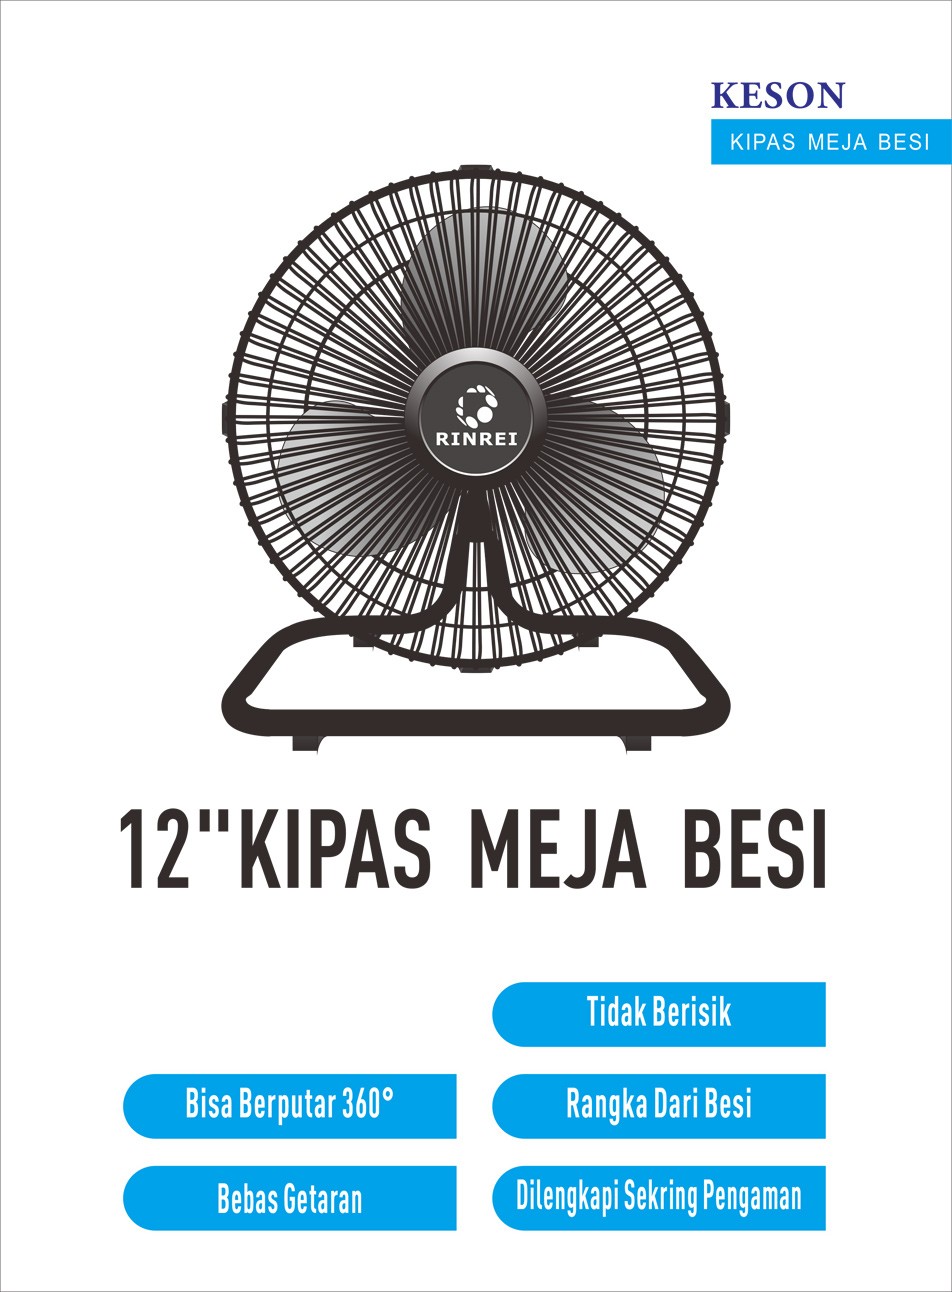 KESON
KIPAS MEJA BESI
RINREI
12"KIPAS MEJA BESI
Tidak Berisik
Bisa Berputar 360°
Rangka Dari Besi
Bebas Getaran
Dilengkapi Sekring Pengaman